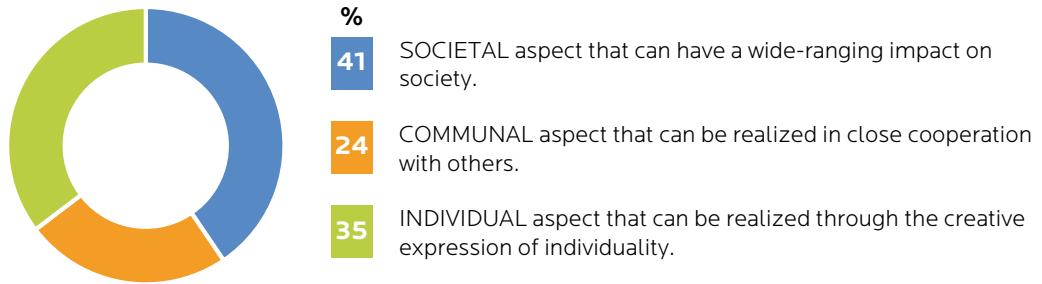 %
41
SOCIETAL aspect that can have a wide-ranging impact on
society.
24
COMMUNAL aspect that can be realized in close cooperation
with others.
35
INDIVIDUAL aspect that can be realized through the creative
expression of individuality.